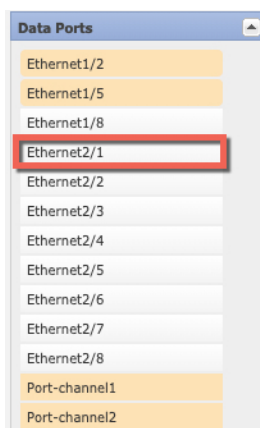 Data Ports
Ethernet1/2
Ethernet1/5
Ethernet1/8
Ethernet2/1
Ethernet2/2
Ethernet2/3
Ethernet2/4
Ethernet2/5
Ethernet2/6
Ethernet2/7
Ethernet2/8
Port-channel1
Port-channel2